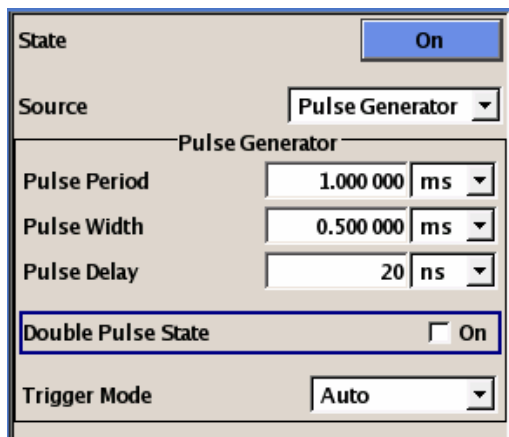 State On
Source Pulse Generator
Pulse Generator
Pulse Period 1.000 000 ms
Pulse Width 0.500 000 ms
Pulse Delay 20 ns
Double Pulse State On
Trigger Mode Auto